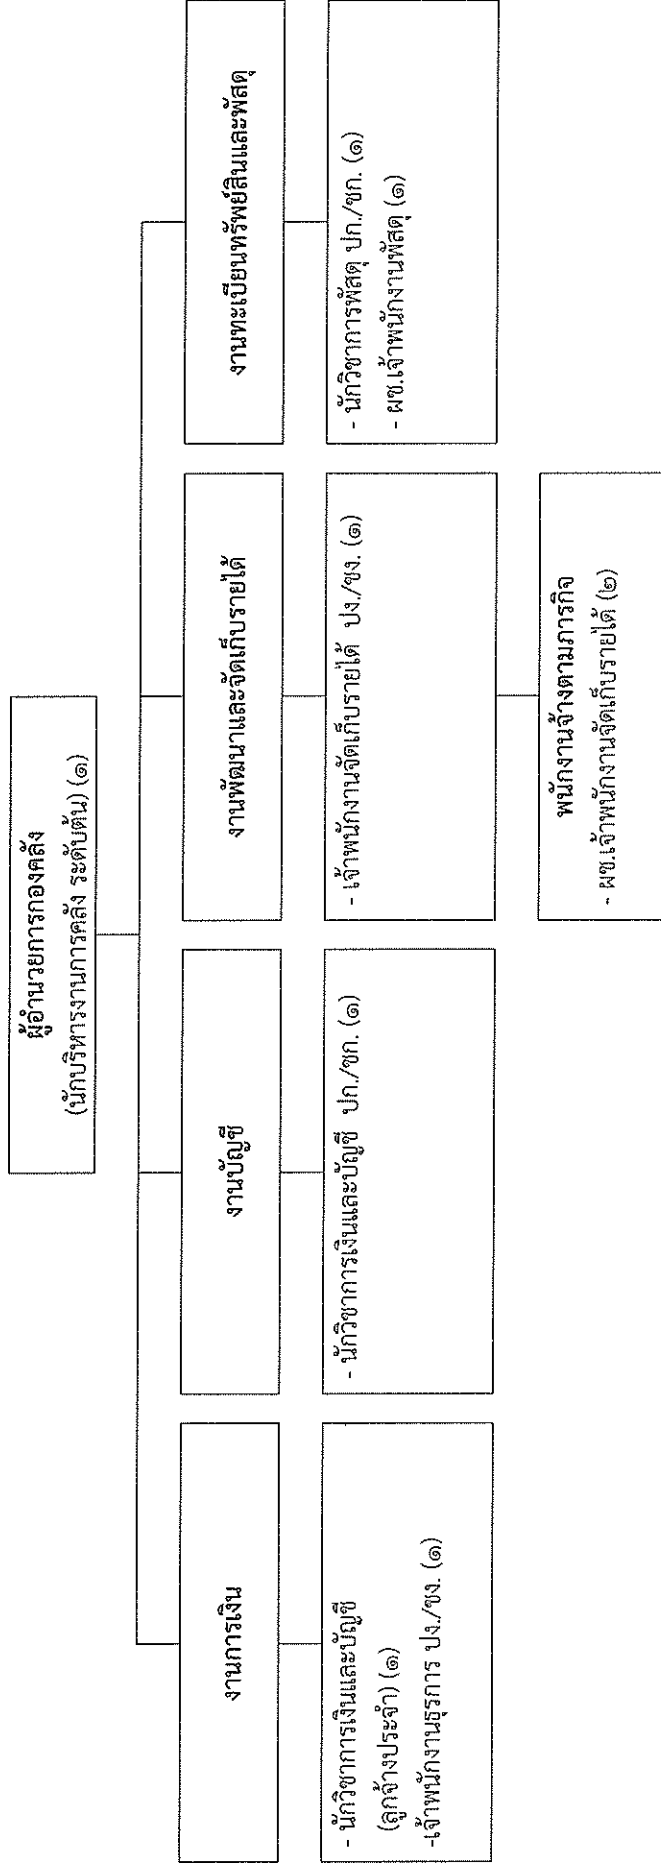 ผู้อำนวยการกองคลัง
(นักบริหารงานการคลัง ระดับต้น) (๑)
งานการเงิน
- นักวิชาการเงินและบัญชี
(ลูกจ้างประจำ) (๑)
-เจ้าพนักงานธุรการ ปง./ชง. (๑)
งานบัญชี
- นักวิชาการเงินและบัญชี ปก./ชก. (๑)
งานพัฒนาและจัดเก็บรายได้
- เจ้าพนักงานจัดเก็บรายได้ ปง./ชง. (๑)
พนักงานจ้างตามภารกิจ
- ผช.เจ้าพนักงานจัดเก็บรายได้ (๒)
งานทะเบียนทรัพย์สินและพัสดุ
- นักวิชาการพัสดุ ปก./ชก. (๑)
- ผช.เจ้าพนักงานพัสดุ (๑)